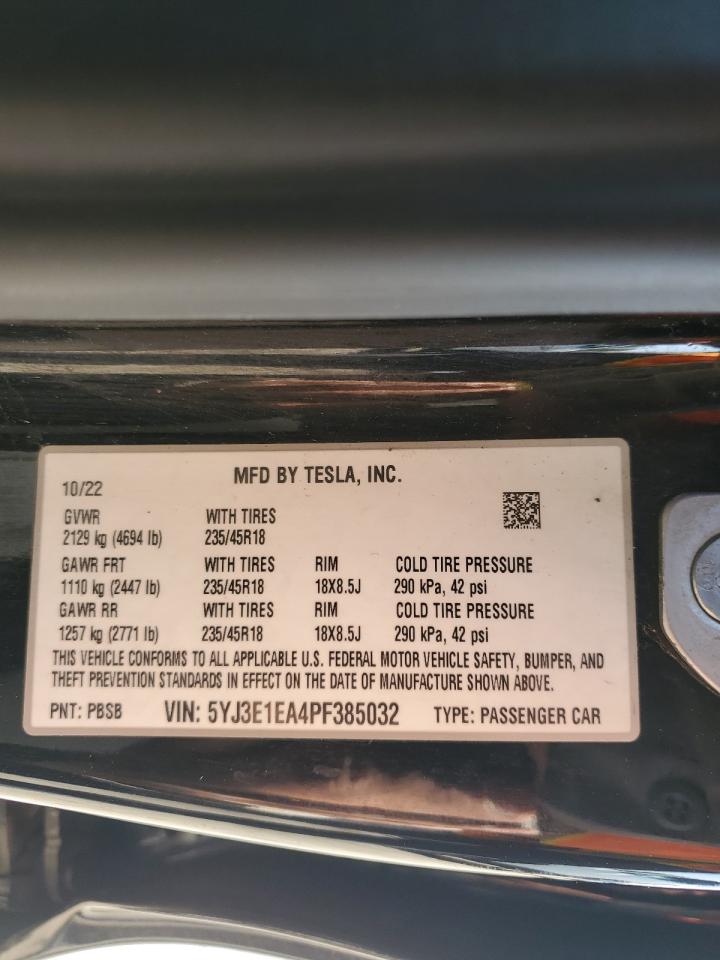 MFD BY TESLA, INC.
10/22
GVWR WITH TIRES
2129 kg (4694 lb) 235/45R18
GAWR FRT WITH TIRES RIM COLD TIRE PRESSURE
1110 kg (2447 lb) 235/45R18 18X8.5J 290 kPa, 42 psi
GAWR RR WITH TIRES RIM COLD TIRE PRESSURE
1257 kg (2771 lb) 235/45R18 18X8.5J 290 kPa, 42 psi
THIS VEHICLE CONFORMS TO ALL APPLICABLE U.S. FEDERAL MOTOR VEHICLE SAFETY, BUMPER, AND
THEFT PREVENTION STANDARDS IN EFFECT ON THE DATE OF MANUFACTURE SHOWN ABOVE.
PNT: PBSB VIN: 5YJ3E1EA4PF385032 TYPE: PASSENGER CAR